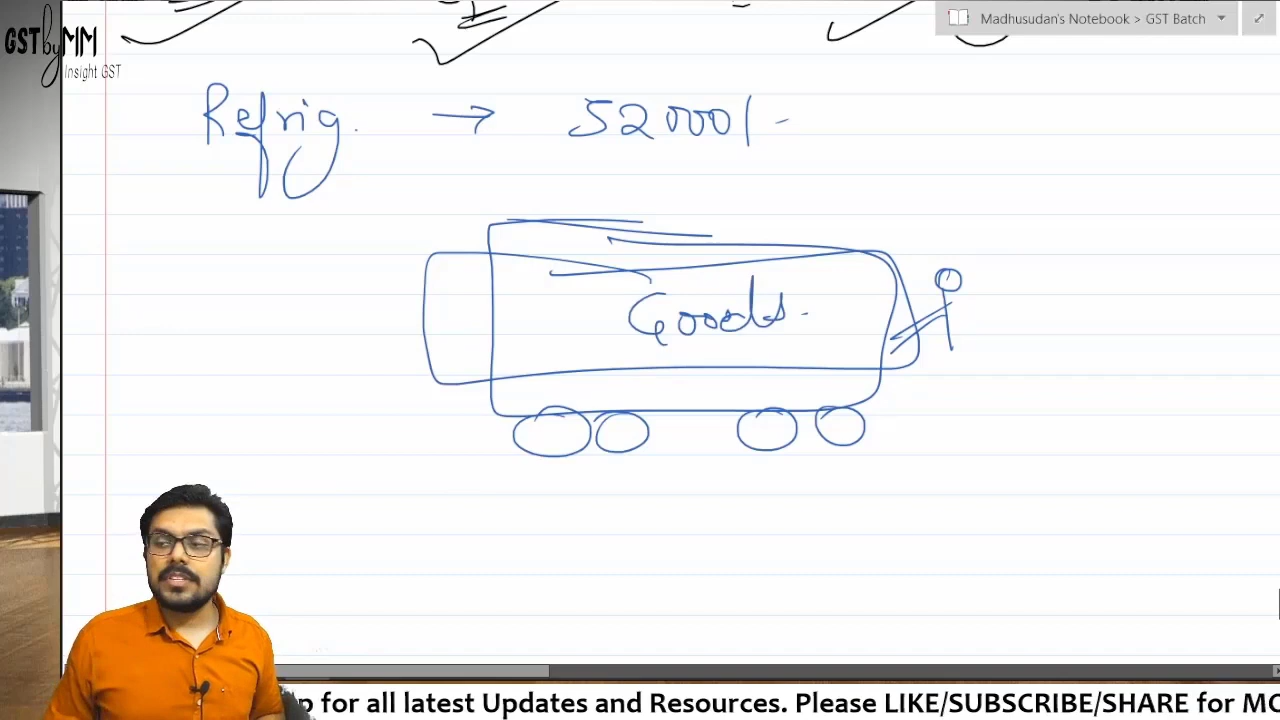 GST by MM
Insight GST
Madhusudan's Notebook > GST Batch
Refrig. → 52000/-
Goods.
p for all latest Updates and Resources. Please LIKE/SUBSCRIBE/SHARE for MO